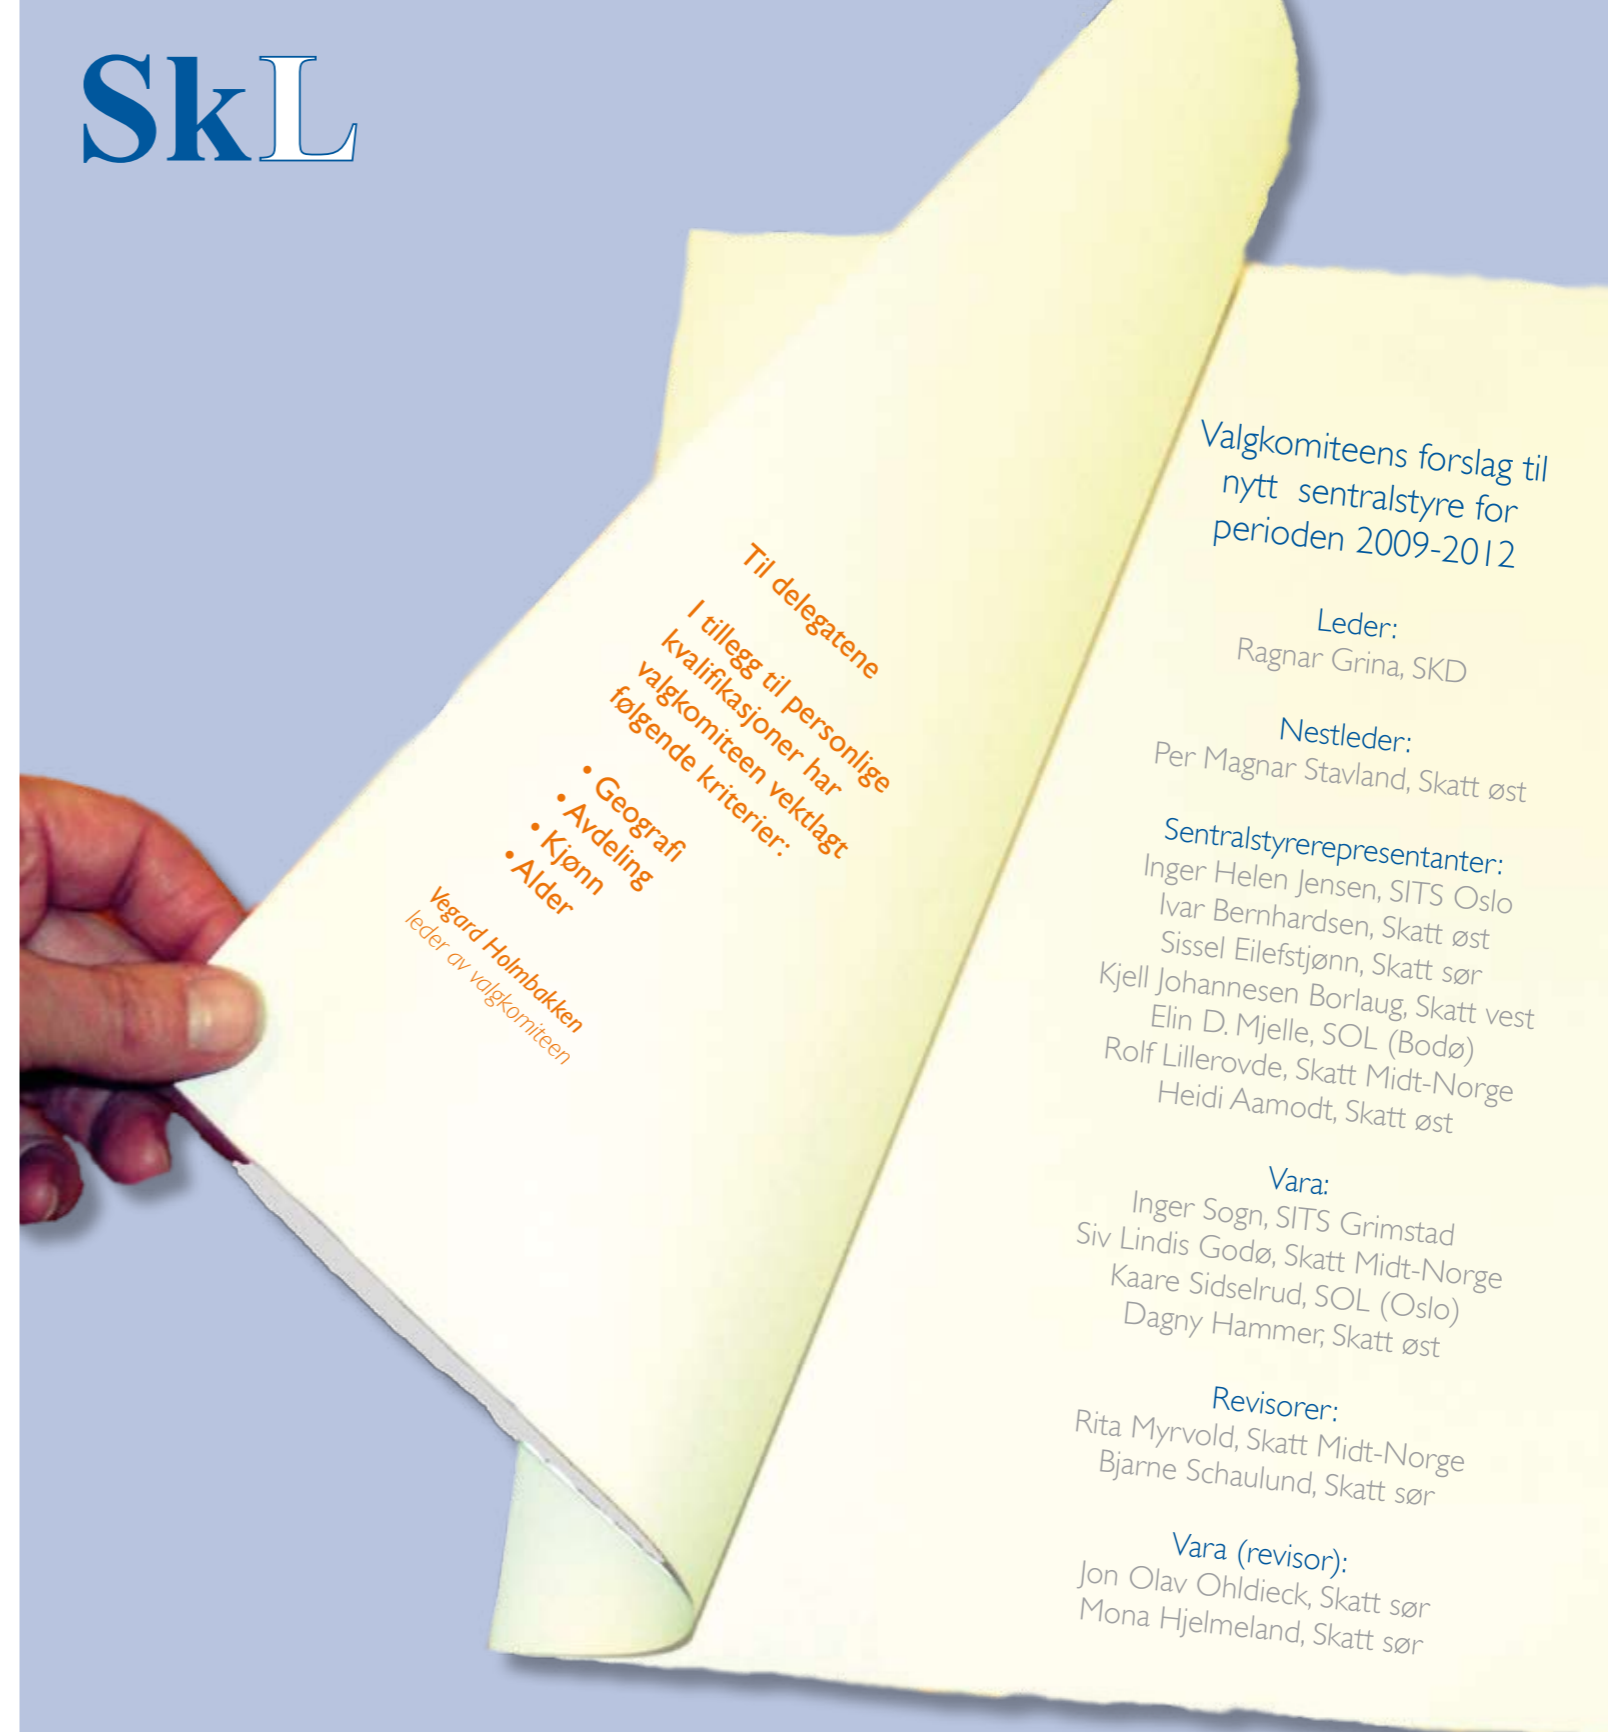 SkL
Til delegatene
I tillegg til personlige
kvalifikasjoner har
valgkomiteen vektlagt
følgende kriterier:
• Geografi
• Avdeling
• Kjønn
• Alder
Vegard Holmbakken
leder av valgkomiteen
Valgkomiteens forslag til
nytt sentralstyre for
perioden 2009-2012
Leder:
Ragnar Grina, SKD
Nestleder:
Per Magnar Stavland, Skatt øst
Sentralstyrerepresentanter:
Inger Helen Jensen, SITS Oslo
Ivar Bernhardsen, Skatt øst
Sissel Eilefstjønn, Skatt sør
Kjell Johannesen Borlaug, Skatt vest
Elin D. Mjelle, SOL (Bodø)
Rolf Lillerovde, Skatt Midt-Norge
Heidi Aamodt, Skatt øst
Vara:
Inger Sogn, SITS Grimstad
Siv Lindis Godø, Skatt Midt-Norge
Kaare Sidselrud, SOL (Oslo)
Dagny Hammer, Skatt øst
Revisorer:
Rita Myrvold, Skatt Midt-Norge
Bjarne Schaulund, Skatt sør
Vara (revisor):
Jon Olav Ohldieck, Skatt sør
Mona Hjelmeland, Skatt sør